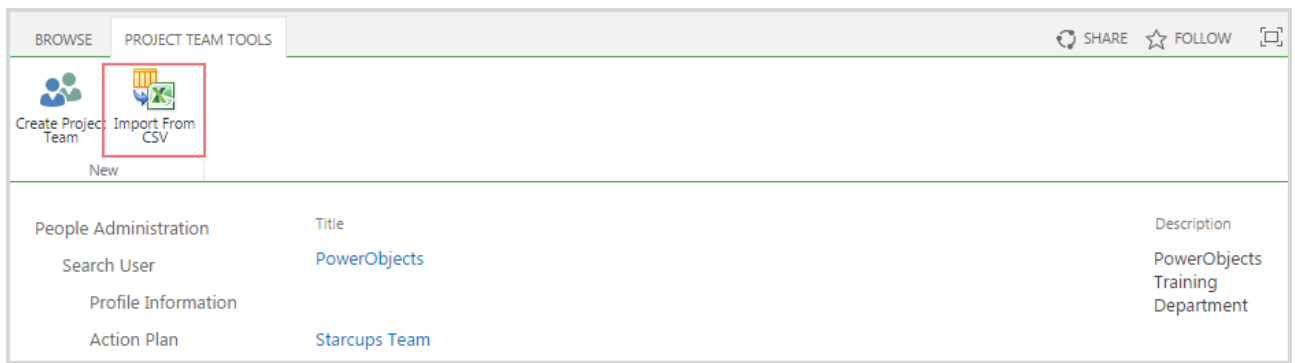 BROWSE PROJECT TEAM TOOLS SHARE FOLLOW
Create Project Import From
Team CSV
New
People Administration Title Description
Search User PowerObjects PowerObjects
Training
Profile Information Department
Action Plan Starcups Team